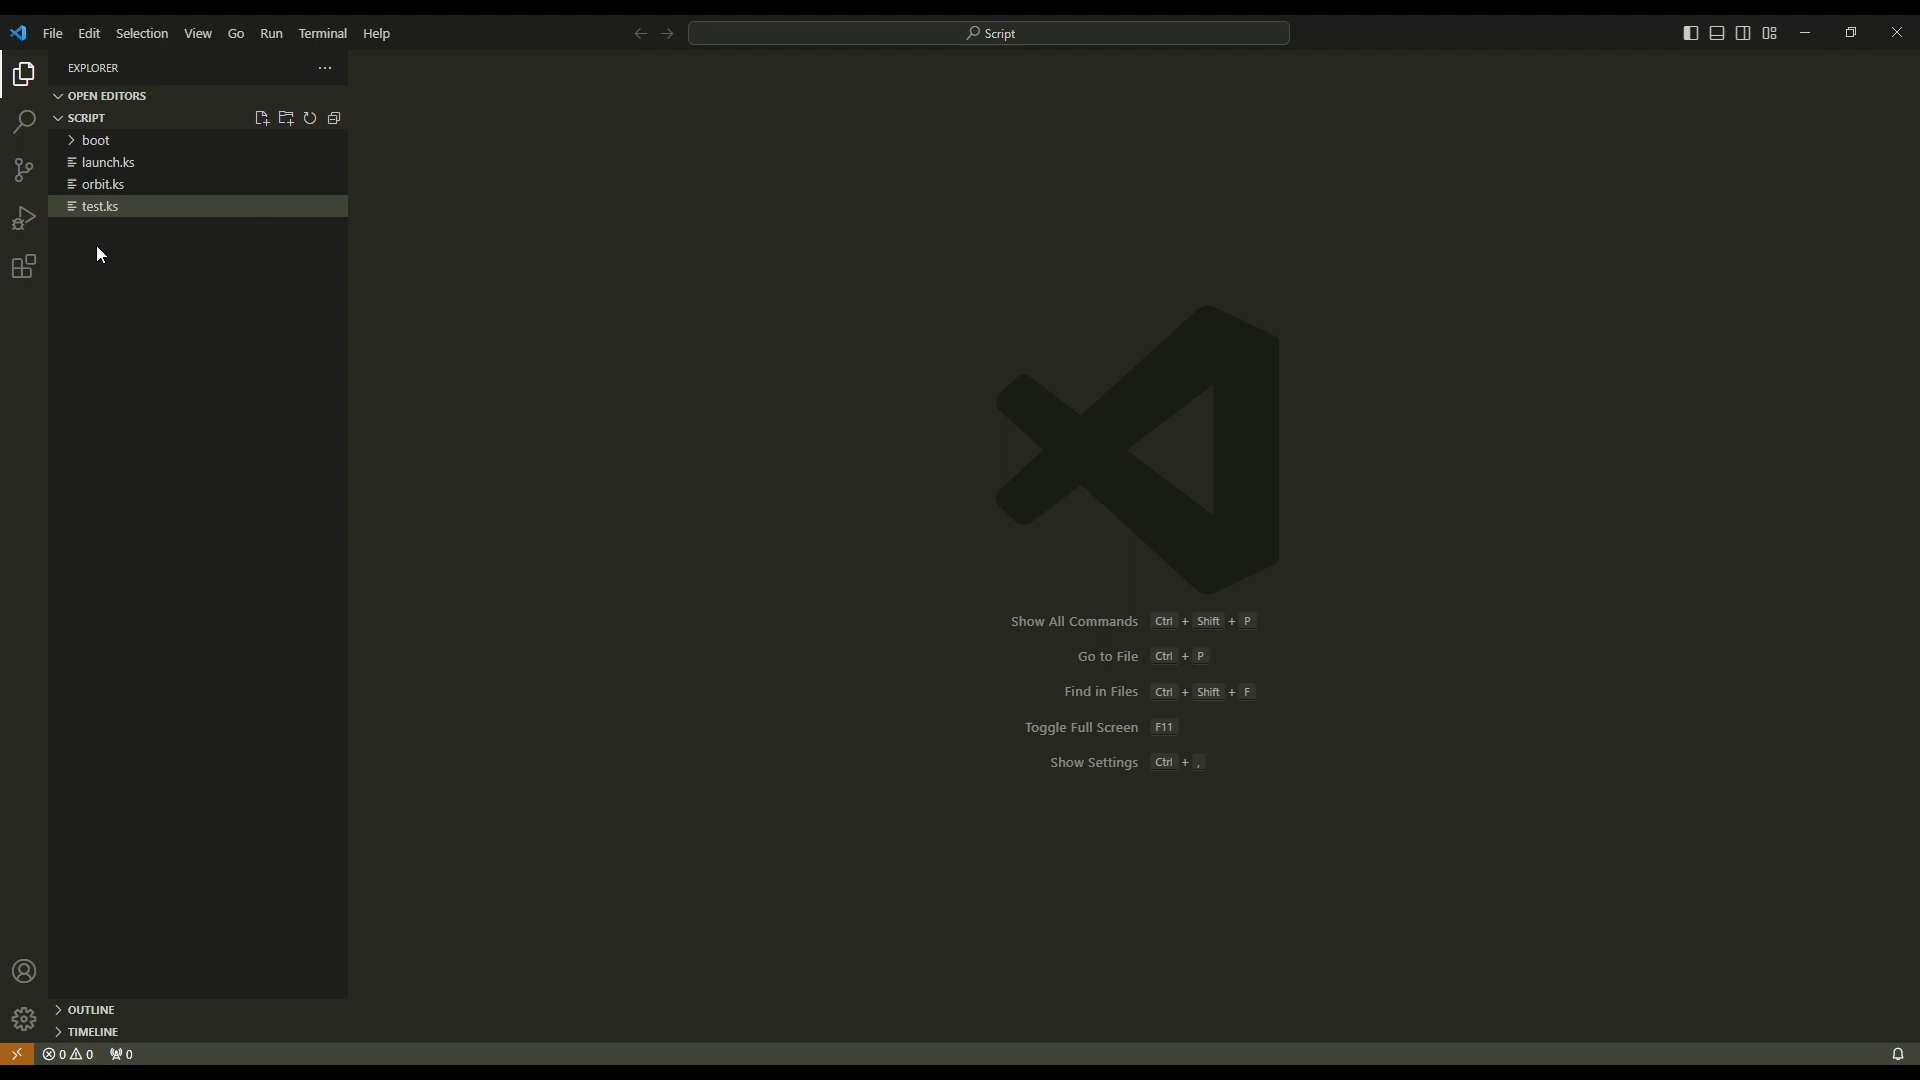 File Edit Selection View Go Run Terminal Help
Script
EXPLORER
OPEN EDITORS
SCRIPT
boot
launch.ks
orbit.ks
test.ks
Show All Commands Ctrl + Shift + P
Go to File Ctrl + P
Find in Files Ctrl + Shift + F
Toggle Full Screen F11
Show Settings Ctrl + ,
OUTLINE
TIMELINE
0 0 0